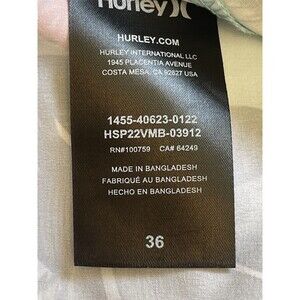 Hurley
HURLEY.COM
HURLEY INTERNATIONAL LLC
1945 PLACENTIA AVENUE
COSTA MESA, CA 92627 USA
1455-40623-0122
HSP22VMB-03912
RN#100759 CA# 64249
MADE IN BANGLADESH
FABRIQUÉ AU BANGLADESH
HECHO EN BANGLADESH
36